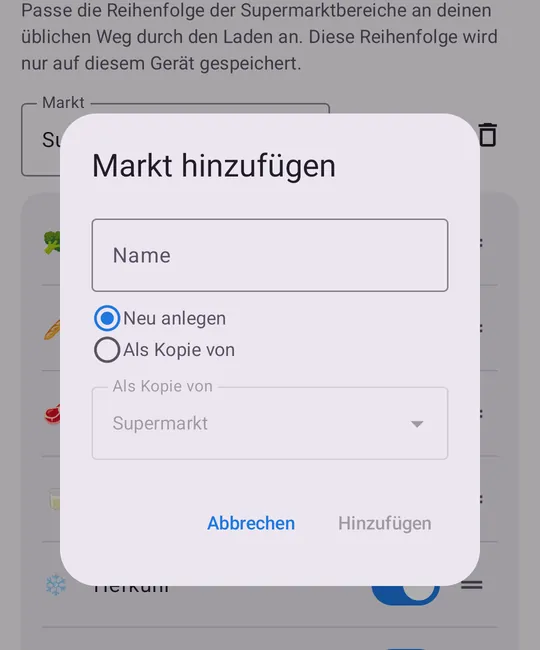 Passe die Reihenfolge der Supermarktbereiche an deinen
üblichen Weg durch den Laden an. Diese Reihenfolge wird
nur auf diesem Gerät gespeichert.
Markt
Su
Markt hinzufügen
Name
Neu anlegen
Als Kopie von
Als Kopie von
Supermarkt
Abbrechen
Hinzufügen